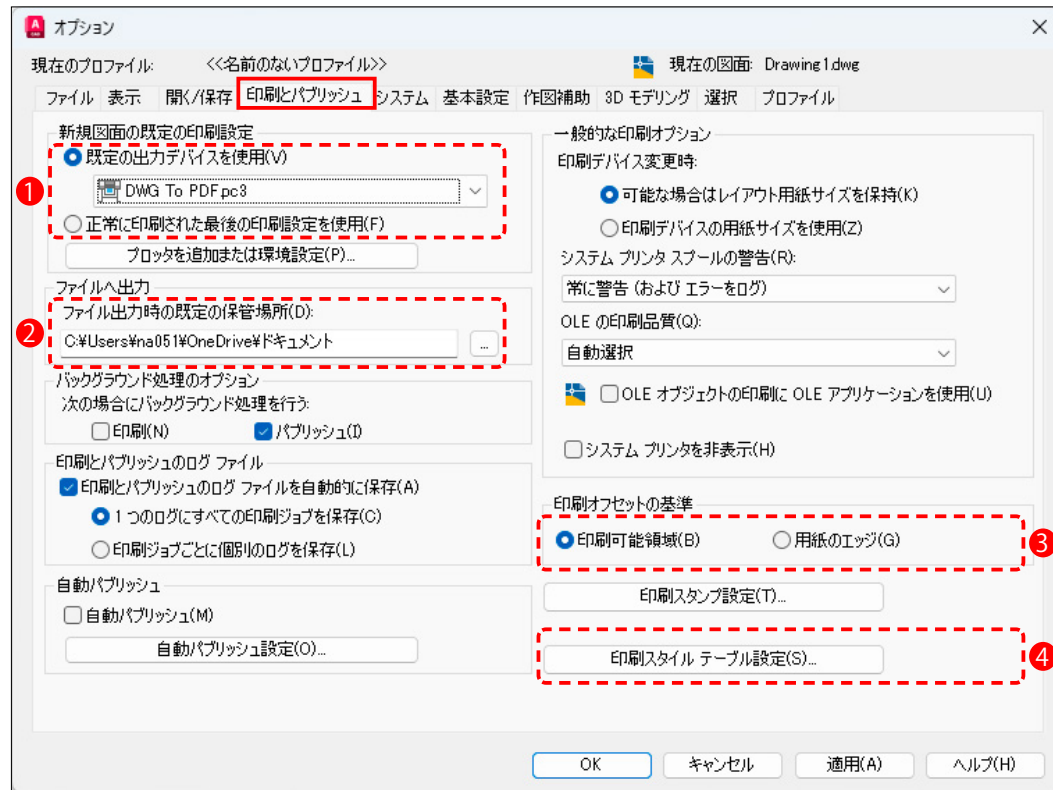 オプション
現在のプロファイル: <<名前のないプロファイル>> 現在の図面: Drawing1.dwg
ファイル 表示 開く/保存 印刷とパブリッシュ システム 基本設定 作図補助 3D モデリング 選択 プロファイル
新規図面の既定の印刷設定
既定の出力デバイスを使用(V)
1
DWG To PDF.pc3
正常に印刷された最後の印刷設定を使用(F)
プロッタを追加または環境設定(P)...
ファイルへ出力
ファイル出力時の既定の保管場所(D):
2
C:¥Users¥na051¥OneDrive¥ドキュメント
...
バックグラウンド処理のオプション
次の場合にバックグラウンド処理を行う:
印刷(N) パブリッシュ(I)
印刷とパブリッシュのログ ファイル
印刷とパブリッシュのログ ファイルを自動的に保存(A)
1 つのログにすべての印刷ジョブを保存(C)
印刷ジョブごとに個別のログを保存(L)
自動パブリッシュ
自動パブリッシュ(M)
自動パブリッシュ設定(O)...
一般的な印刷オプション
印刷デバイス変更時:
可能な場合はレイアウト用紙サイズを保持(K)
印刷デバイスの用紙サイズを使用(Z)
システム プリンタ スプールの警告(R):
常に警告 (および エラーをログ)
OLE の印刷品質(Q):
自動選択
OLE オブジェクトの印刷に OLE アプリケーションを使用(U)
システム プリンタを非表示(H)
印刷オフセットの基準
印刷可能領域(B) 用紙のエッジ(G)
3
印刷スタンプ設定(T)...
印刷スタイル テーブル設定(S)...
4
OK キャンセル 適用(A) ヘルプ(H)